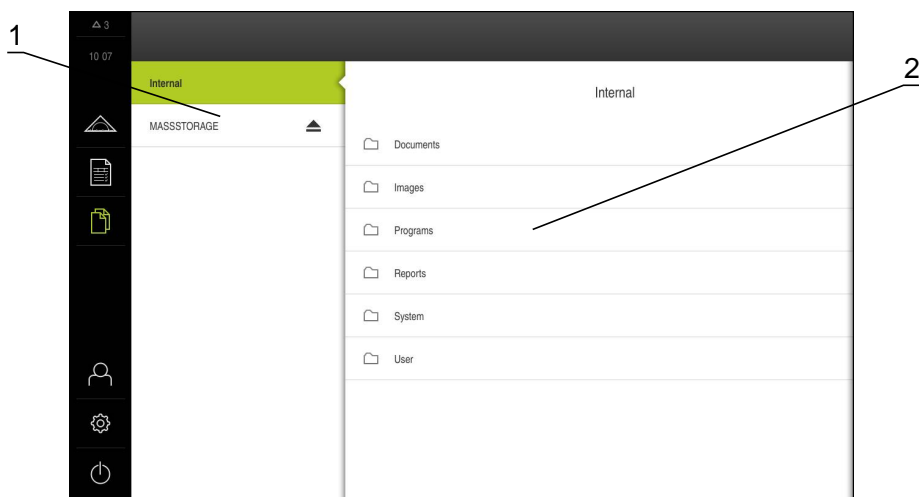 3
1
10 07
2
Internal
Internal
MASSSTORAGE
Documents
Images
Programs
Reports
System
User